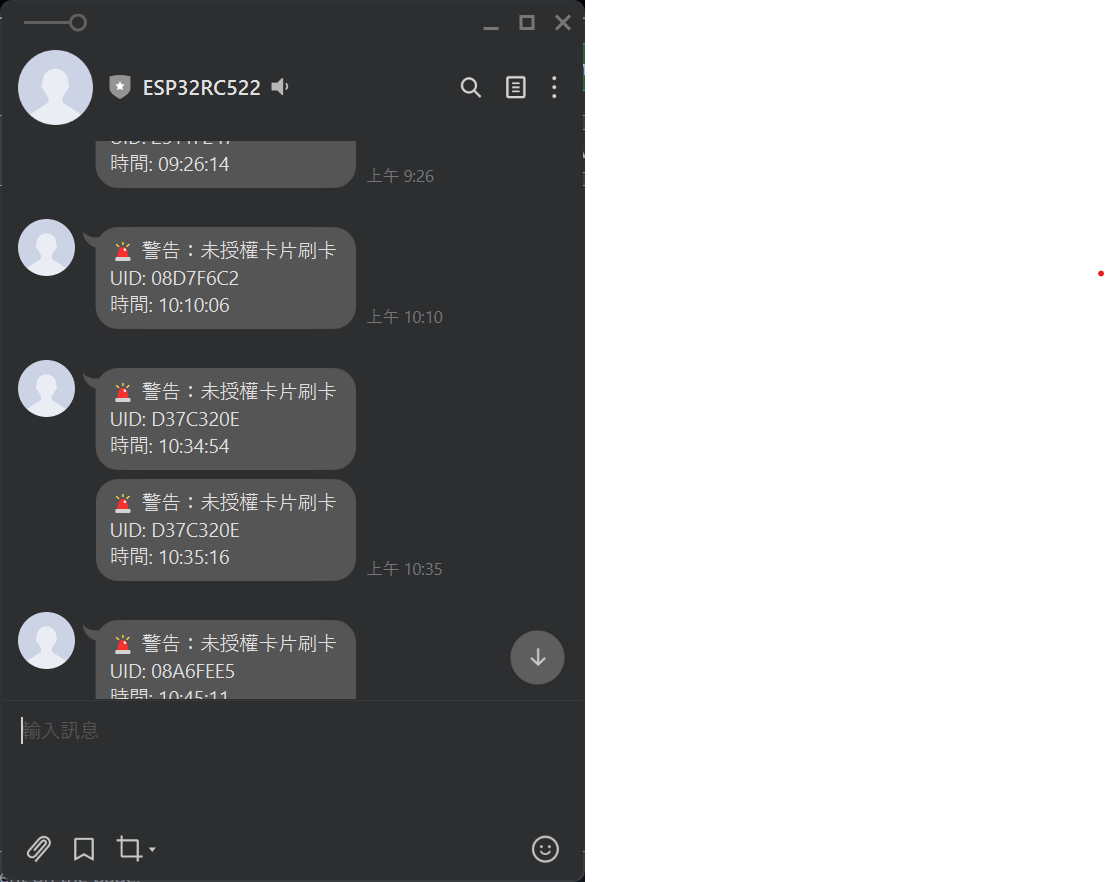 ESP32RC522
時間: 09:26:14
上午 9:26
警告：未授權卡片刷卡
UID: 08D7F6C2
時間: 10:10:06
上午 10:10
警告：未授權卡片刷卡
UID: D37C320E
時間: 10:34:54
警告：未授權卡片刷卡
UID: D37C320E
時間: 10:35:16
上午 10:35
警告：未授權卡片刷卡
UID: 08A6FEE5
時間: 10:45:11
輸入訊息